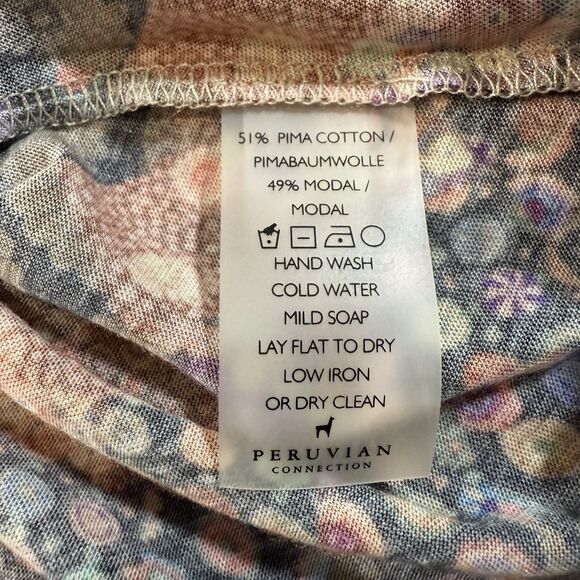 51% PIMA COTTON /
PIMABAUMWOLLE
49% MODAL /
MODAL
HAND WASH
COLD WATER
MILD SOAP
LAY FLAT TO DRY
LOW IRON
OR DRY CLEAN
PERUVIAN
CONNECTION